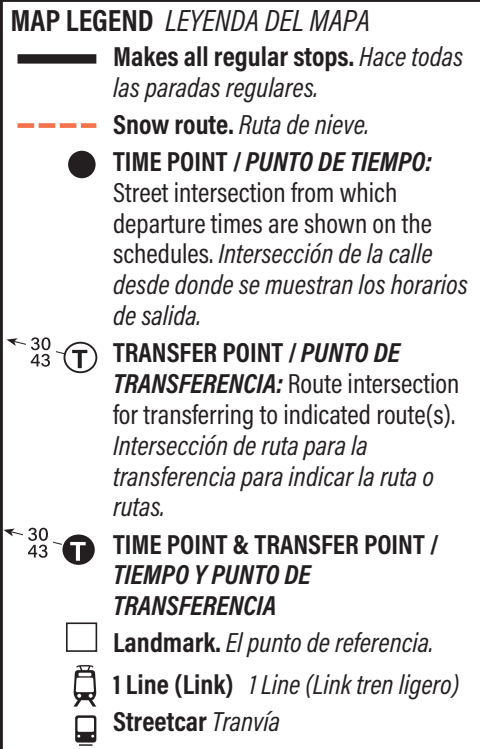 MAP LEGEND LEYENDA DEL MAPA
Makes all regular stops. Hace todas
las paradas regulares.
Snow route. Ruta de nieve.
TIME POINT / PUNTO DE TIEMPO:
Street intersection from which
departure times are shown on the
schedules. Intersección de la calle
desde donde se muestran los horarios
de salida.
30
43 T TRANSFER POINT / PUNTO DE
TRANSFERENCIA: Route intersection
for transferring to indicated route(s).
Intersección de ruta para la
transferencia para indicar la ruta o
rutas.
30
43 T TIME POINT & TRANSFER POINT /
TIEMPO Y PUNTO DE
TRANSFERENCIA
Landmark. El punto de referencia.
1 Line (Link) 1 Line (Link tren ligero)
Streetcar Tranvía